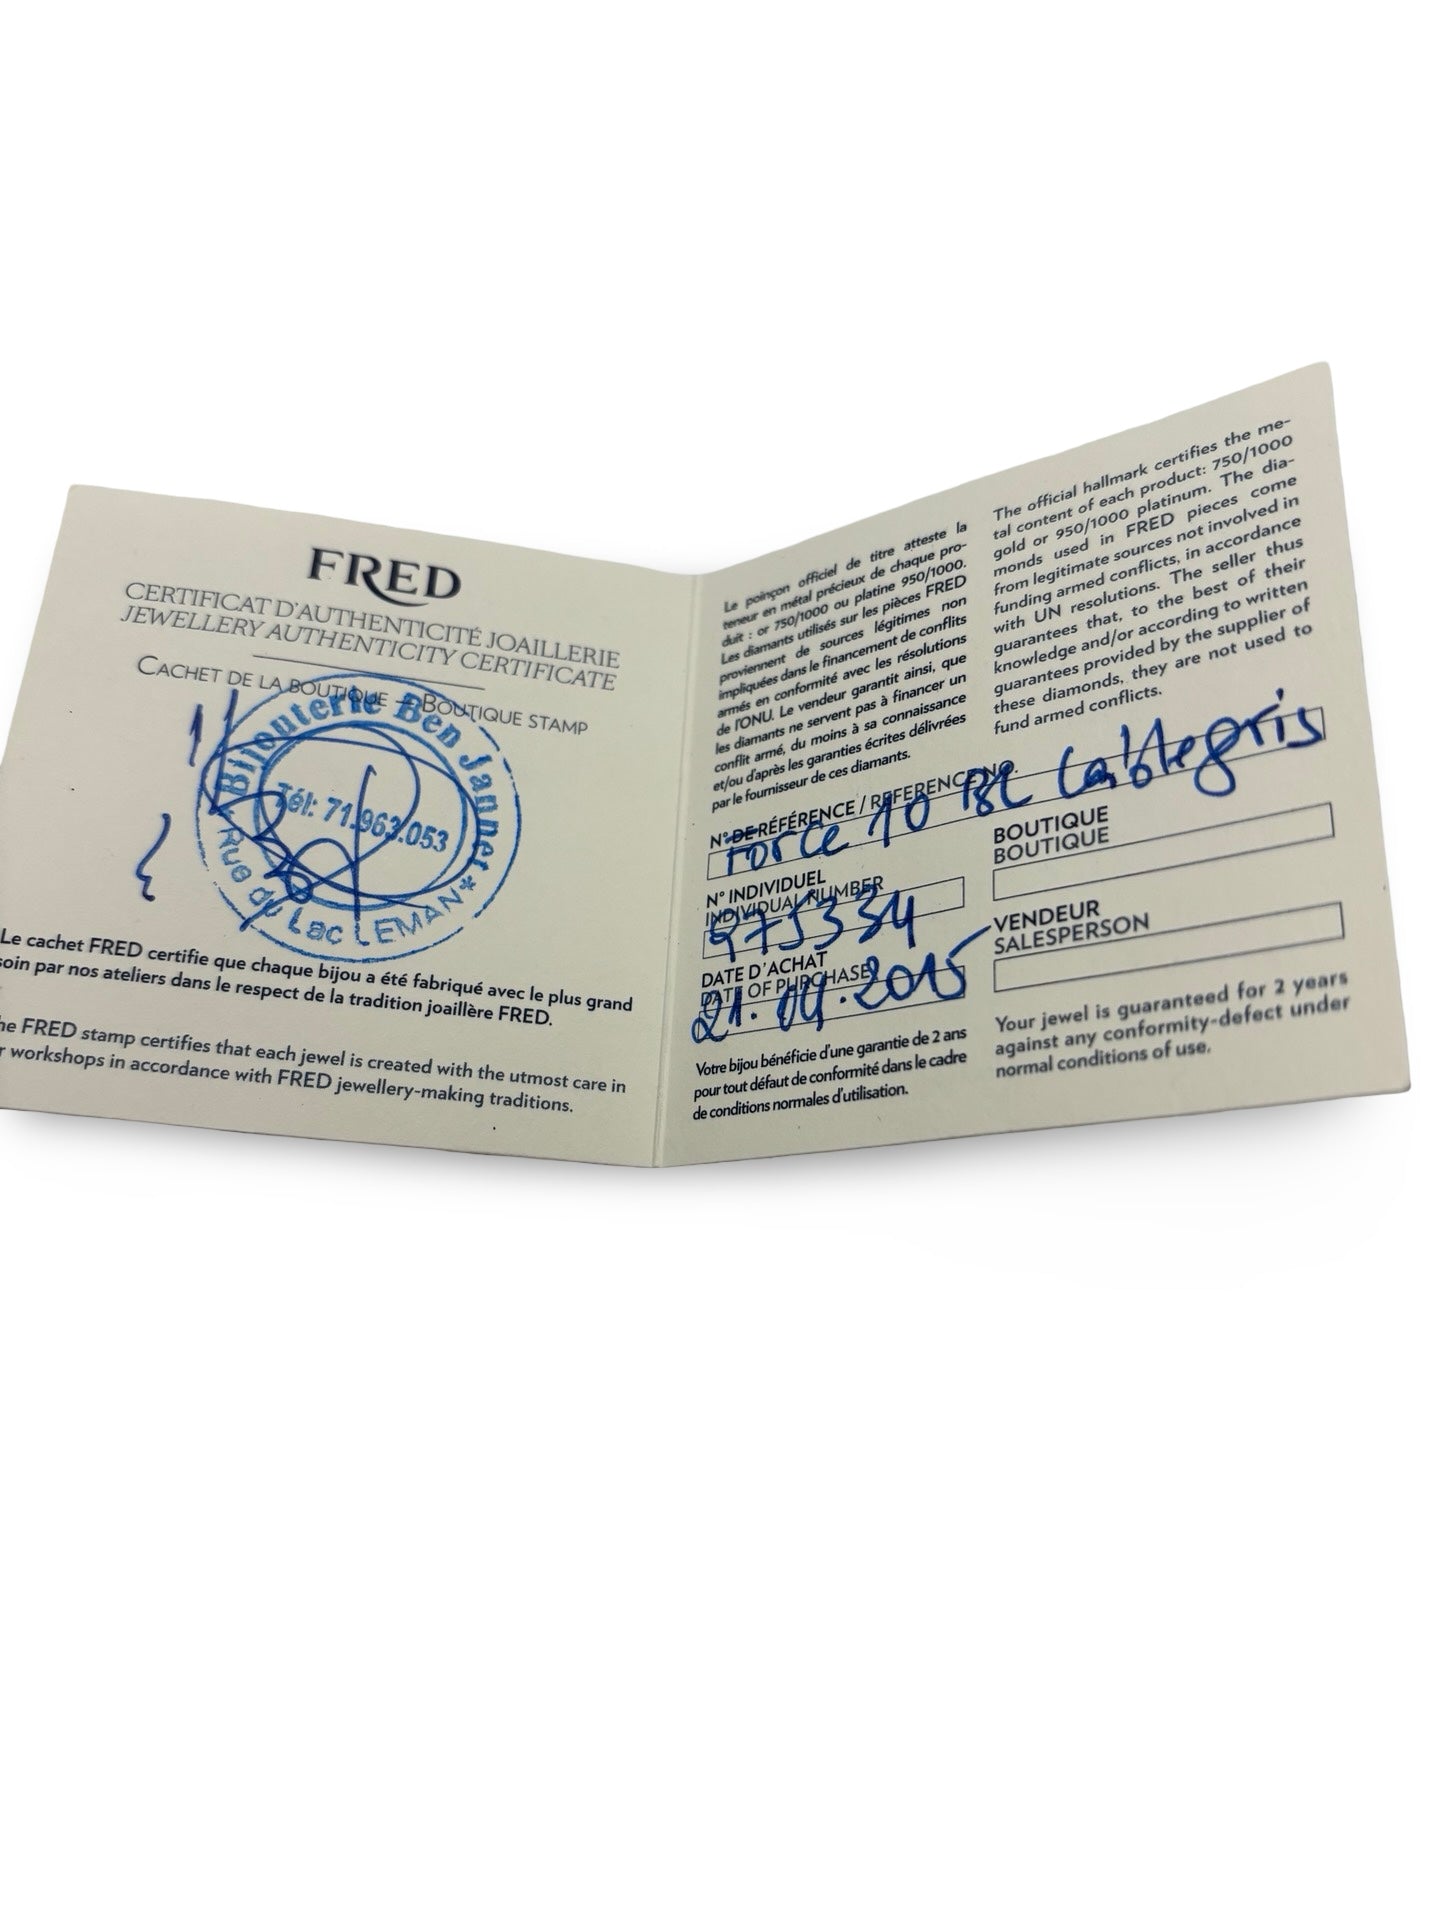 FRED
CERTIFICAT D'AUTHENTICITÉ JOAILLERIE
JEWELLERY AUTHENTICITY CERTIFICATE
CACHET DE LA BOUTIQUE — BOUTIQUE STAMP
Bijouterie Ben Jannet
Tél: 71.963.053
Rue du Lac LEMAN *
Le cachet FRED certifie que chaque bijou a été fabriqué avec le plus grand
soin par nos ateliers dans le respect de la tradition joaillère FRED.
he FRED stamp certifies that each jewel is created with the utmost care in
r workshops in accordance with FRED jewellery-making traditions.
Le poinçon officiel de titre atteste la
teneur en métal précieux de chaque pro-
duit : or 750/1000 ou platine 950/1000.
Les diamants utilisés sur les pièces FRED
proviennent de sources légitimes non
impliquées dans le financement de conflits
armés en conformité avec les résolutions
de l'ONU. Le vendeur garantit ainsi, que
les diamants ne servent pas à financer un
conflit armé, du moins à sa connaissance
et/ou d'après les garanties écrites délivrées
par le fournisseur de ces diamants.
The official hallmark certifies the me-
tal content of each product: 750/1000
gold or 950/1000 platinum. The dia-
monds used in FRED pieces come
from legitimate sources not involved in
funding armed conflicts, in accordance
with UN resolutions. The seller thus
guarantees that, to the best of their
knowledge and/or according to written
guarantees provided by the supplier of
these diamonds, they are not used to
fund armed conflicts.
N° DE RÉFÉRENCE / REFERENCE NO.
Force 10
N° INDIVIDUEL
INDIVIDUAL NUMBER
975334
DATE D'ACHAT
DATE OF PURCHASE
21.09.2015
BOUTIQUE
BOUTIQUE
VENDEUR
SALESPERSON
Votre bijou bénéficie d'une garantie de 2 ans
pour tout défaut de conformité dans le cadre
de conditions normales d'utilisation.
Your jewel is guaranteed for 2 years
against any conformity-defect under
normal conditions of use.